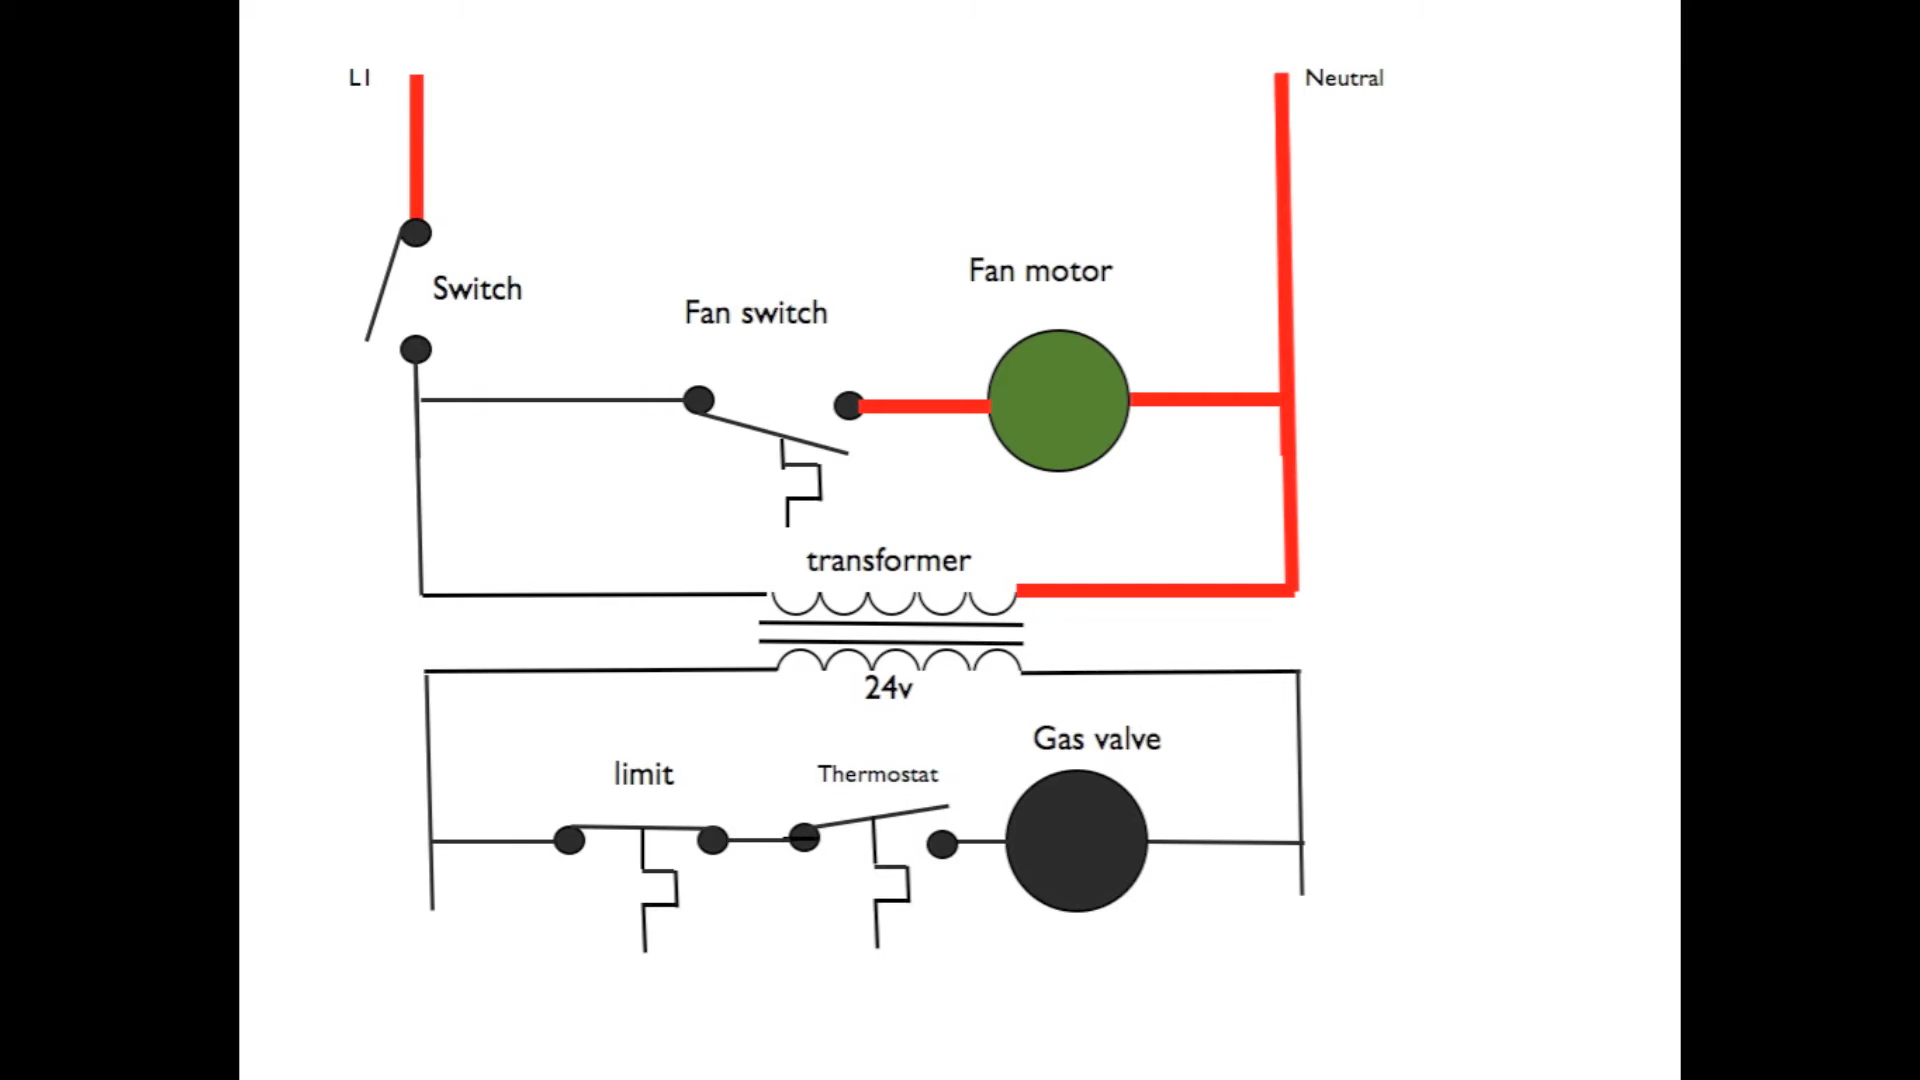 L1
Neutral
Switch
Fan switch
Fan motor
transformer
24v
limit
Thermostat
Gas valve